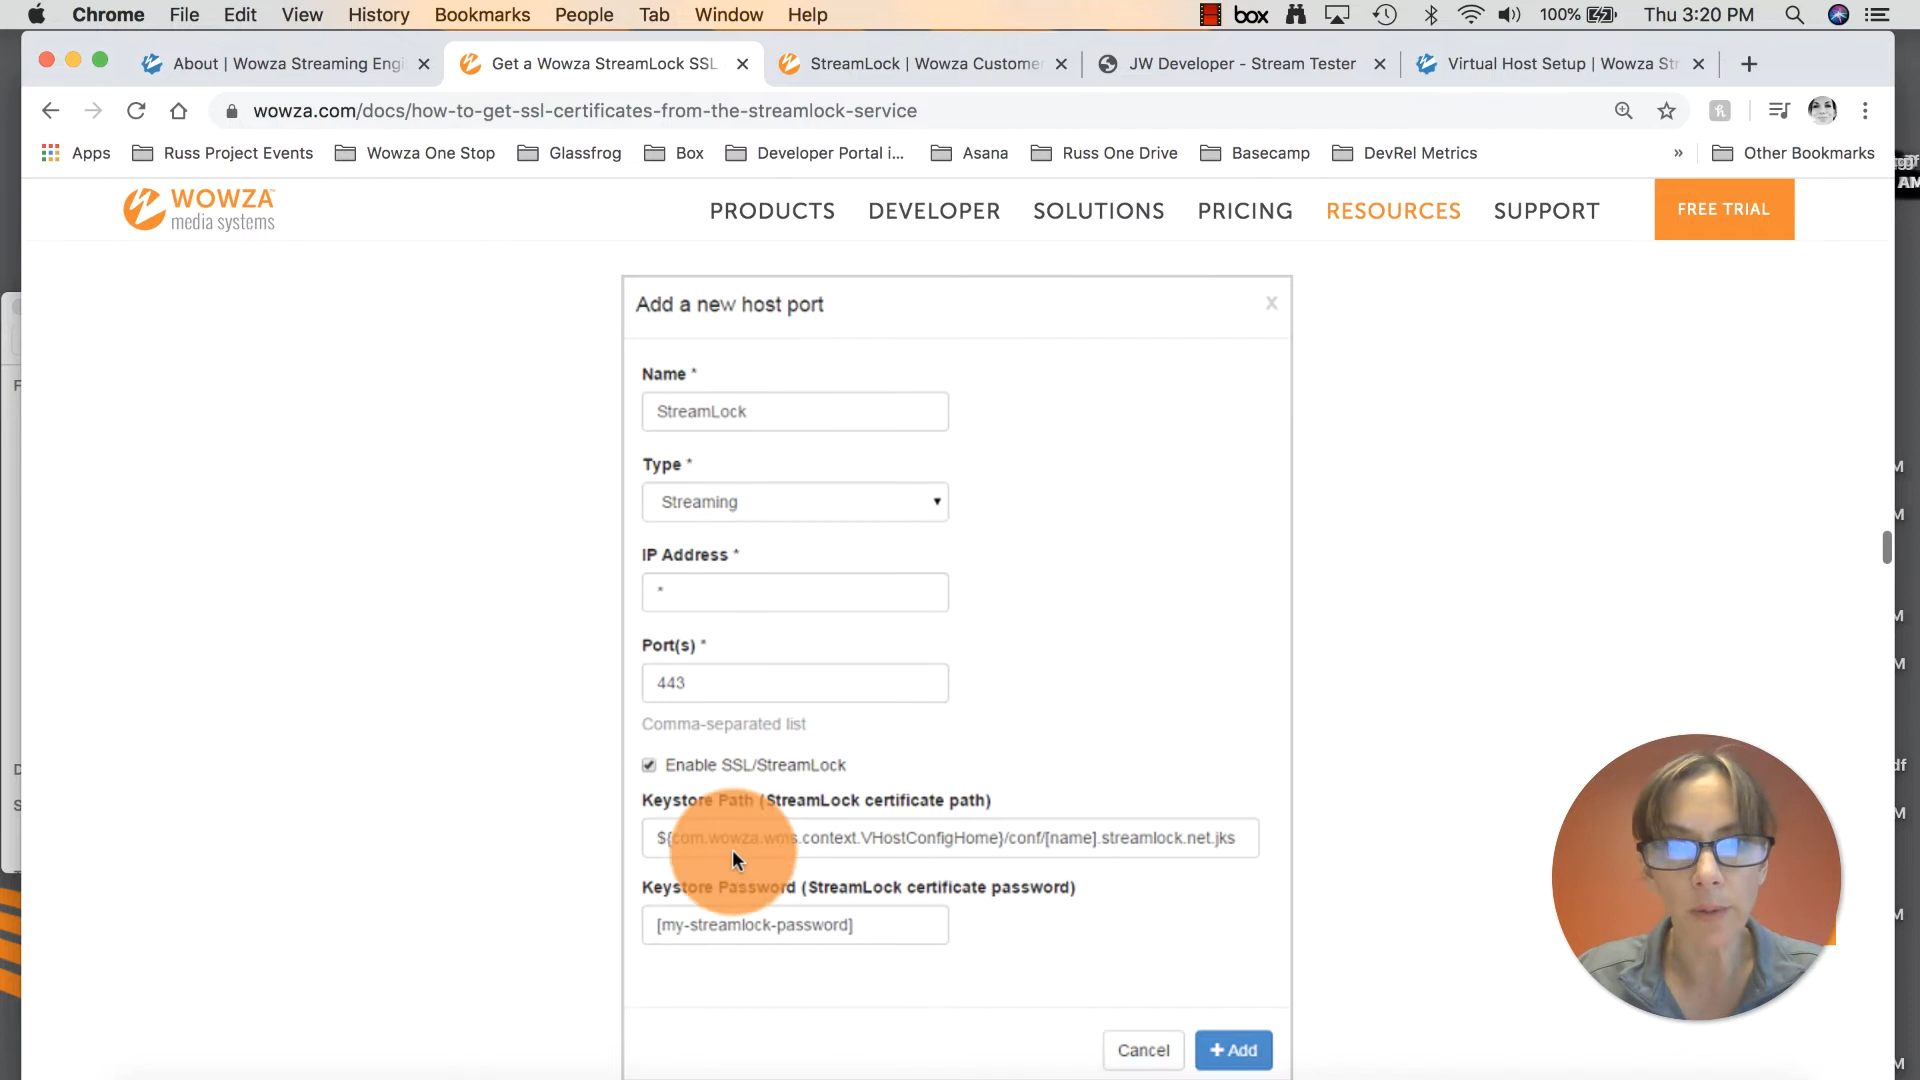 Chrome File Edit View History Bookmarks People Tab Window Help box 100% Thu 3:20 PM
About | Wowza Streaming Engi Get a Wowza StreamLock SSL StreamLock | Wowza Customer JW Developer - Stream Tester Virtual Host Setup | Wowza Str
wowza.com/docs/how-to-get-ssl-certificates-from-the-streamlock-service
Apps Russ Project Events Wowza One Stop Glassfrog Box Developer Portal i... Asana Russ One Drive Basecamp DevRel Metrics » Other Bookmarks
WOWZA
media systems
PRODUCTS DEVELOPER SOLUTIONS PRICING RESOURCES SUPPORT FREE TRIAL
Add a new host port x
Name *
StreamLock
Type *
Streaming
IP Address *
*
Port(s) *
443
Comma-separated list
Enable SSL/StreamLock
Keystore Path (StreamLock certificate path)
${com.wowza.wms.context.VHostConfigHome}/conf/[name].streamlock.net.jks
Keystore Password (StreamLock certificate password)
[my-streamlock-password]
Cancel + Add